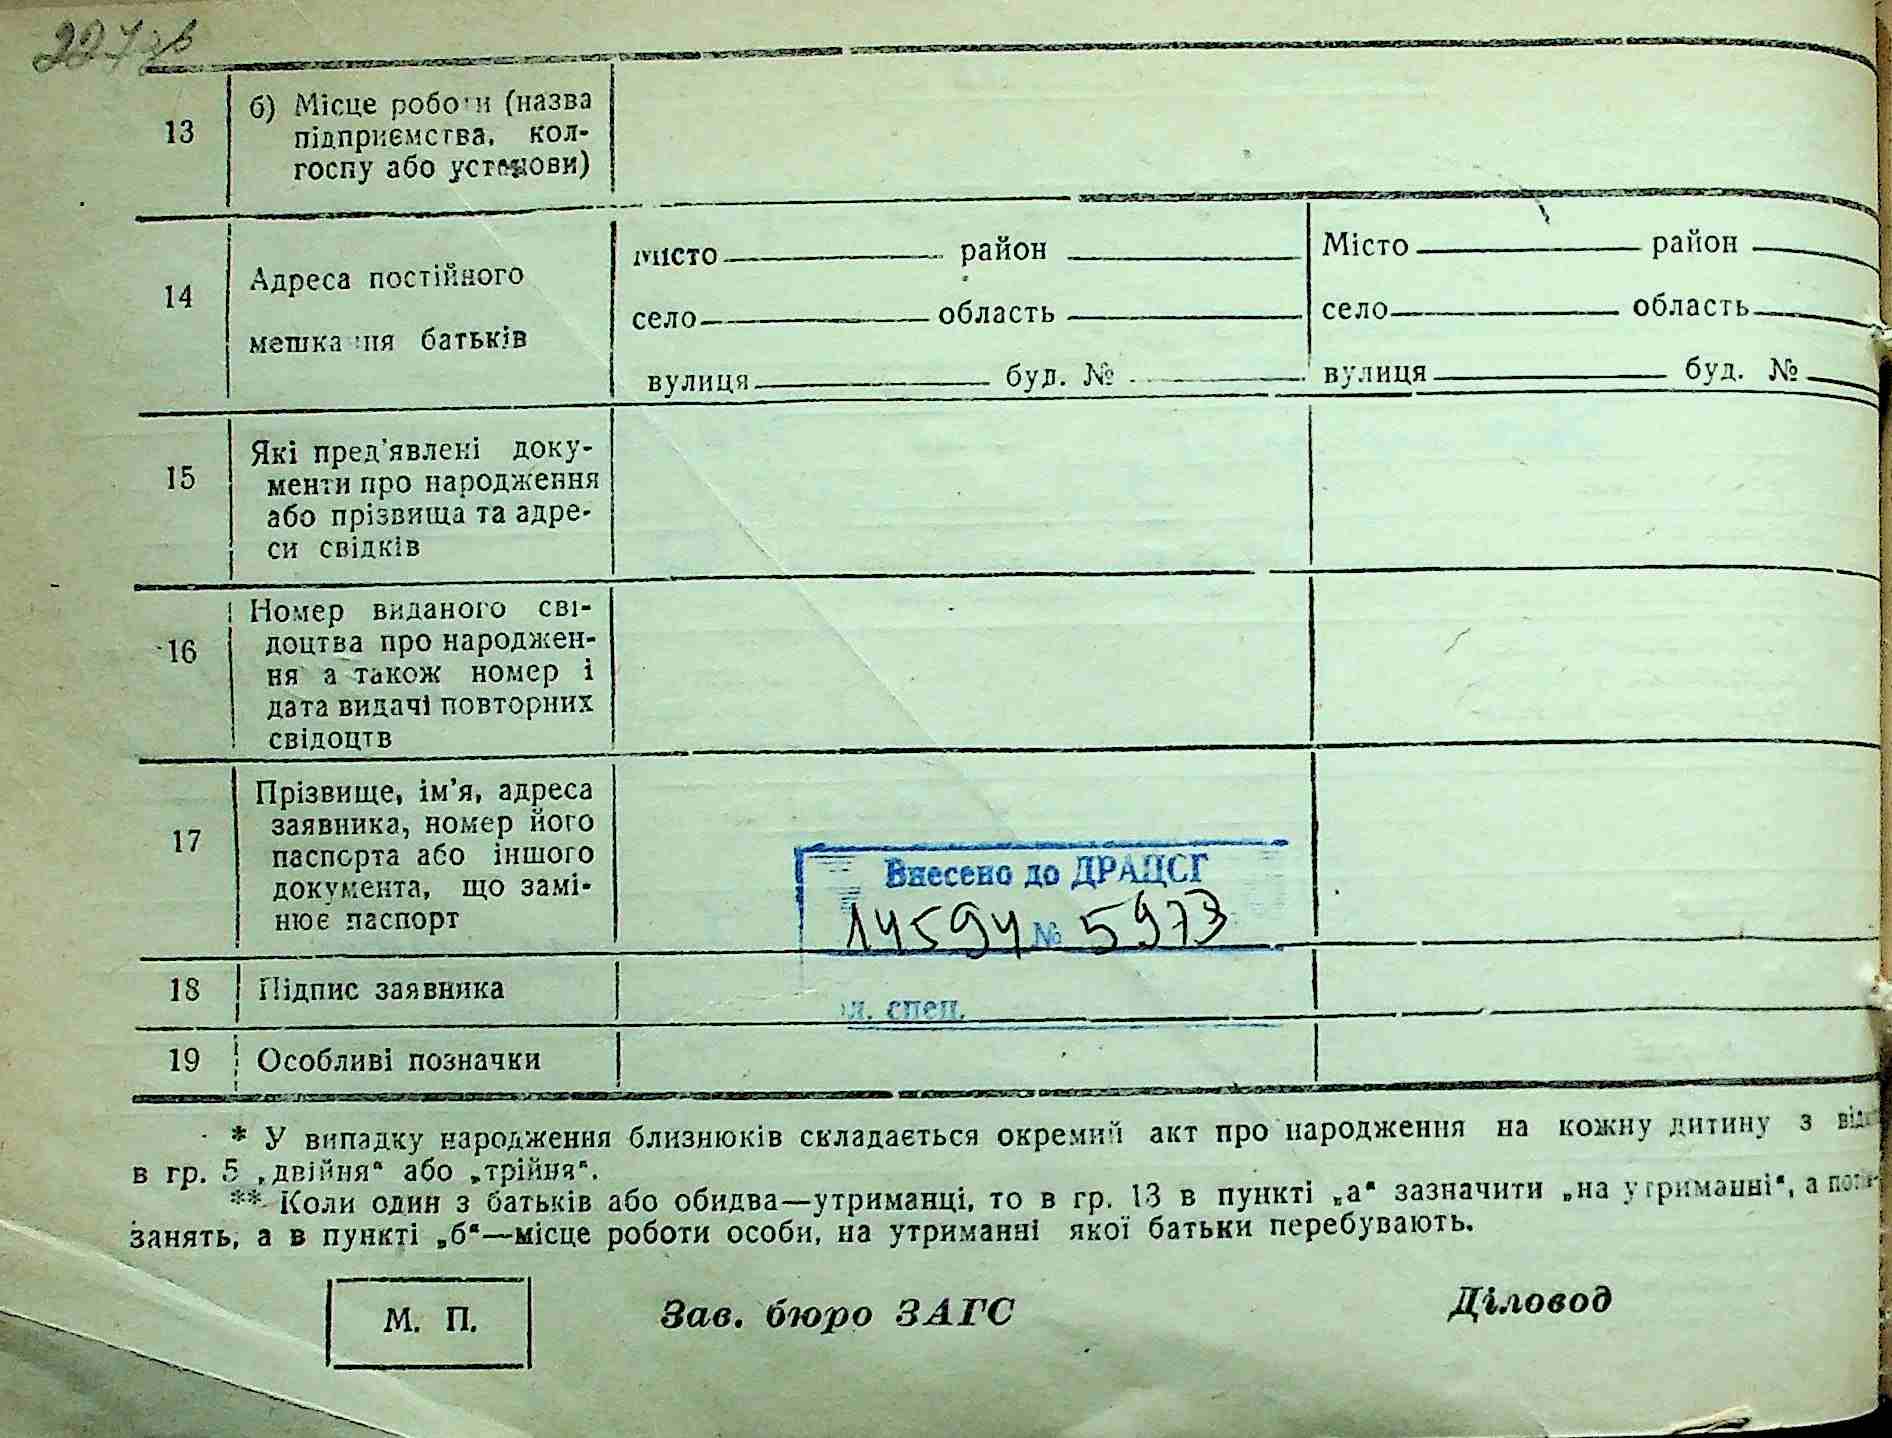 227зв
13 б) Місце роботи (назва
підприємства, кол-
госпу або установи)
14 Адреса постійного
мешкання батьків
місто район
село область
вулиця буд. №
Місто район
село область
вулиця буд. №
15 Які пред'явлені доку-
менти про народження
або прізвища та адре-
си свідків
16 Номер виданого сві-
доцтва про народжен-
ня а також номер і
дата видачі повторних
свідоцтв
17 Прізвище, ім'я, адреса
заявника, номер його
паспорта або іншого
документа, що замі-
нює паспорт
Внесено до ДРАЦСГ
14594 № 5973
18 Підпис заявника
ол. спец.
19 Особливі позначки
* У випадку народження близнюків складається окремий акт про народження на кожну дитину з
в гр. 5 „двійня“ або „трійня“.
** Коли один з батьків або обидва—утриманці, то в гр. 13 в пункті „а“ зазначити „на утриманні“, а
занять, а в пункті „б“—місце роботи особи, на утриманні якої батьки перебувають.
М. П. Зав. бюро ЗАГС Діловод